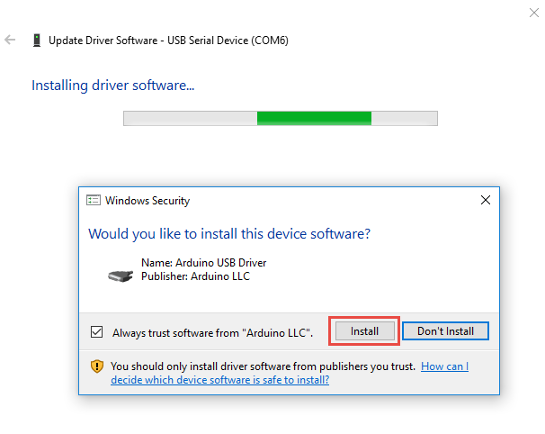 Update Driver Software - USB Serial Device (COM6)
Installing driver software...
Windows Security
Would you like to install this device software?
Name: Arduino USB Driver
Publisher: Arduino LLC
Always trust software from "Arduino LLC".
Install
Don't Install
You should only install driver software from publishers you trust. How can I
decide which device software is safe to install?